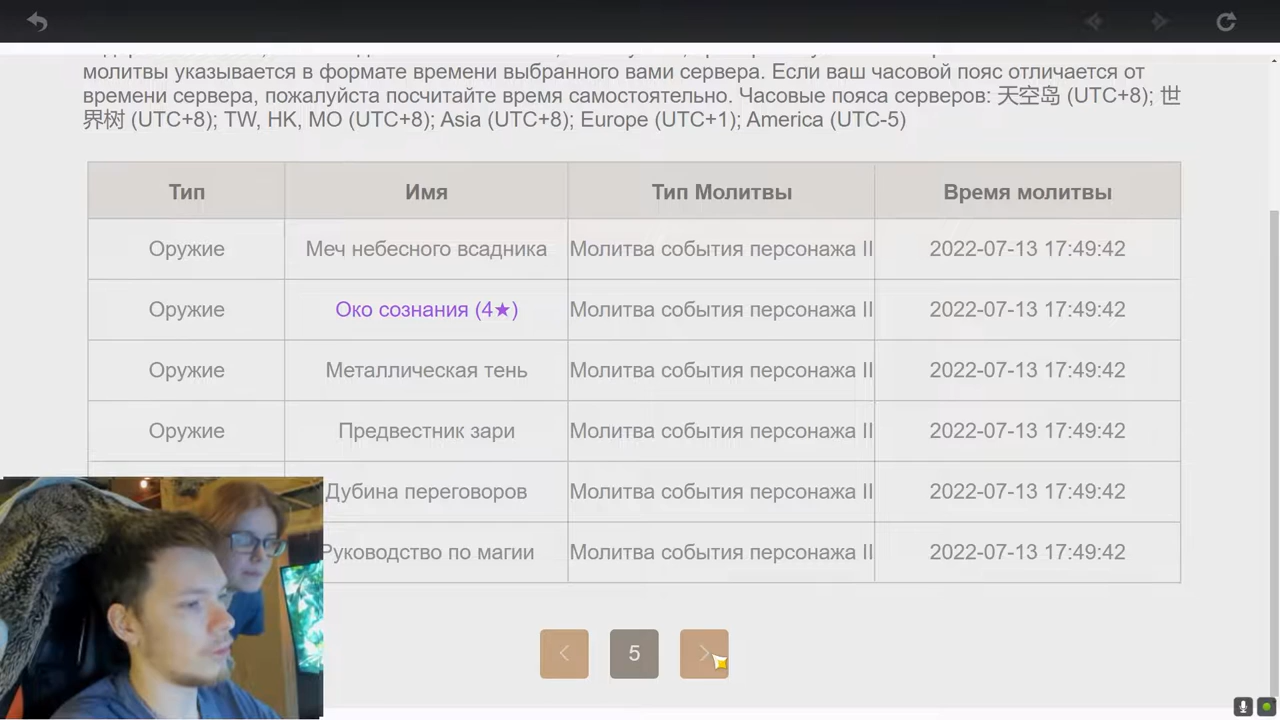 молитвы указывается в формате времени выбранного вами сервера. Если ваш часовой пояс отличается от
времени сервера, пожалуйста посчитайте время самостоятельно. Часовые пояса серверов: 天空岛 (UTC+8); 世
界树 (UTC+8); TW, HK, MO (UTC+8); Asia (UTC+8); Europe (UTC+1); America (UTC-5)
Тип Имя Тип Молитвы Время молитвы
Оружие Меч небесного всадника Молитва события персонажа II 2022-07-13 17:49:42
Оружие Око сознания (4★) Молитва события персонажа II 2022-07-13 17:49:42
Оружие Металлическая тень Молитва события персонажа II 2022-07-13 17:49:42
Оружие Предвестник зари Молитва события персонажа II 2022-07-13 17:49:42
Дубина переговоров Молитва события персонажа II 2022-07-13 17:49:42
Руководство по магии Молитва события персонажа II 2022-07-13 17:49:42
5